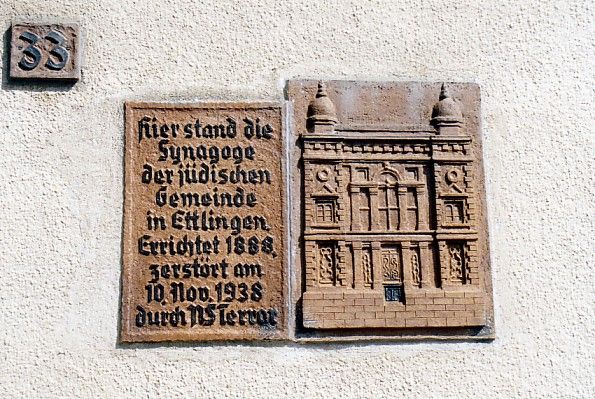 33
Hier stand die
Synagoge
der jüdischen
Gemeinde
in Ettlingen.
Errichtet 1888,
zerstört am
10. Nov. 1938
durch NS Terror